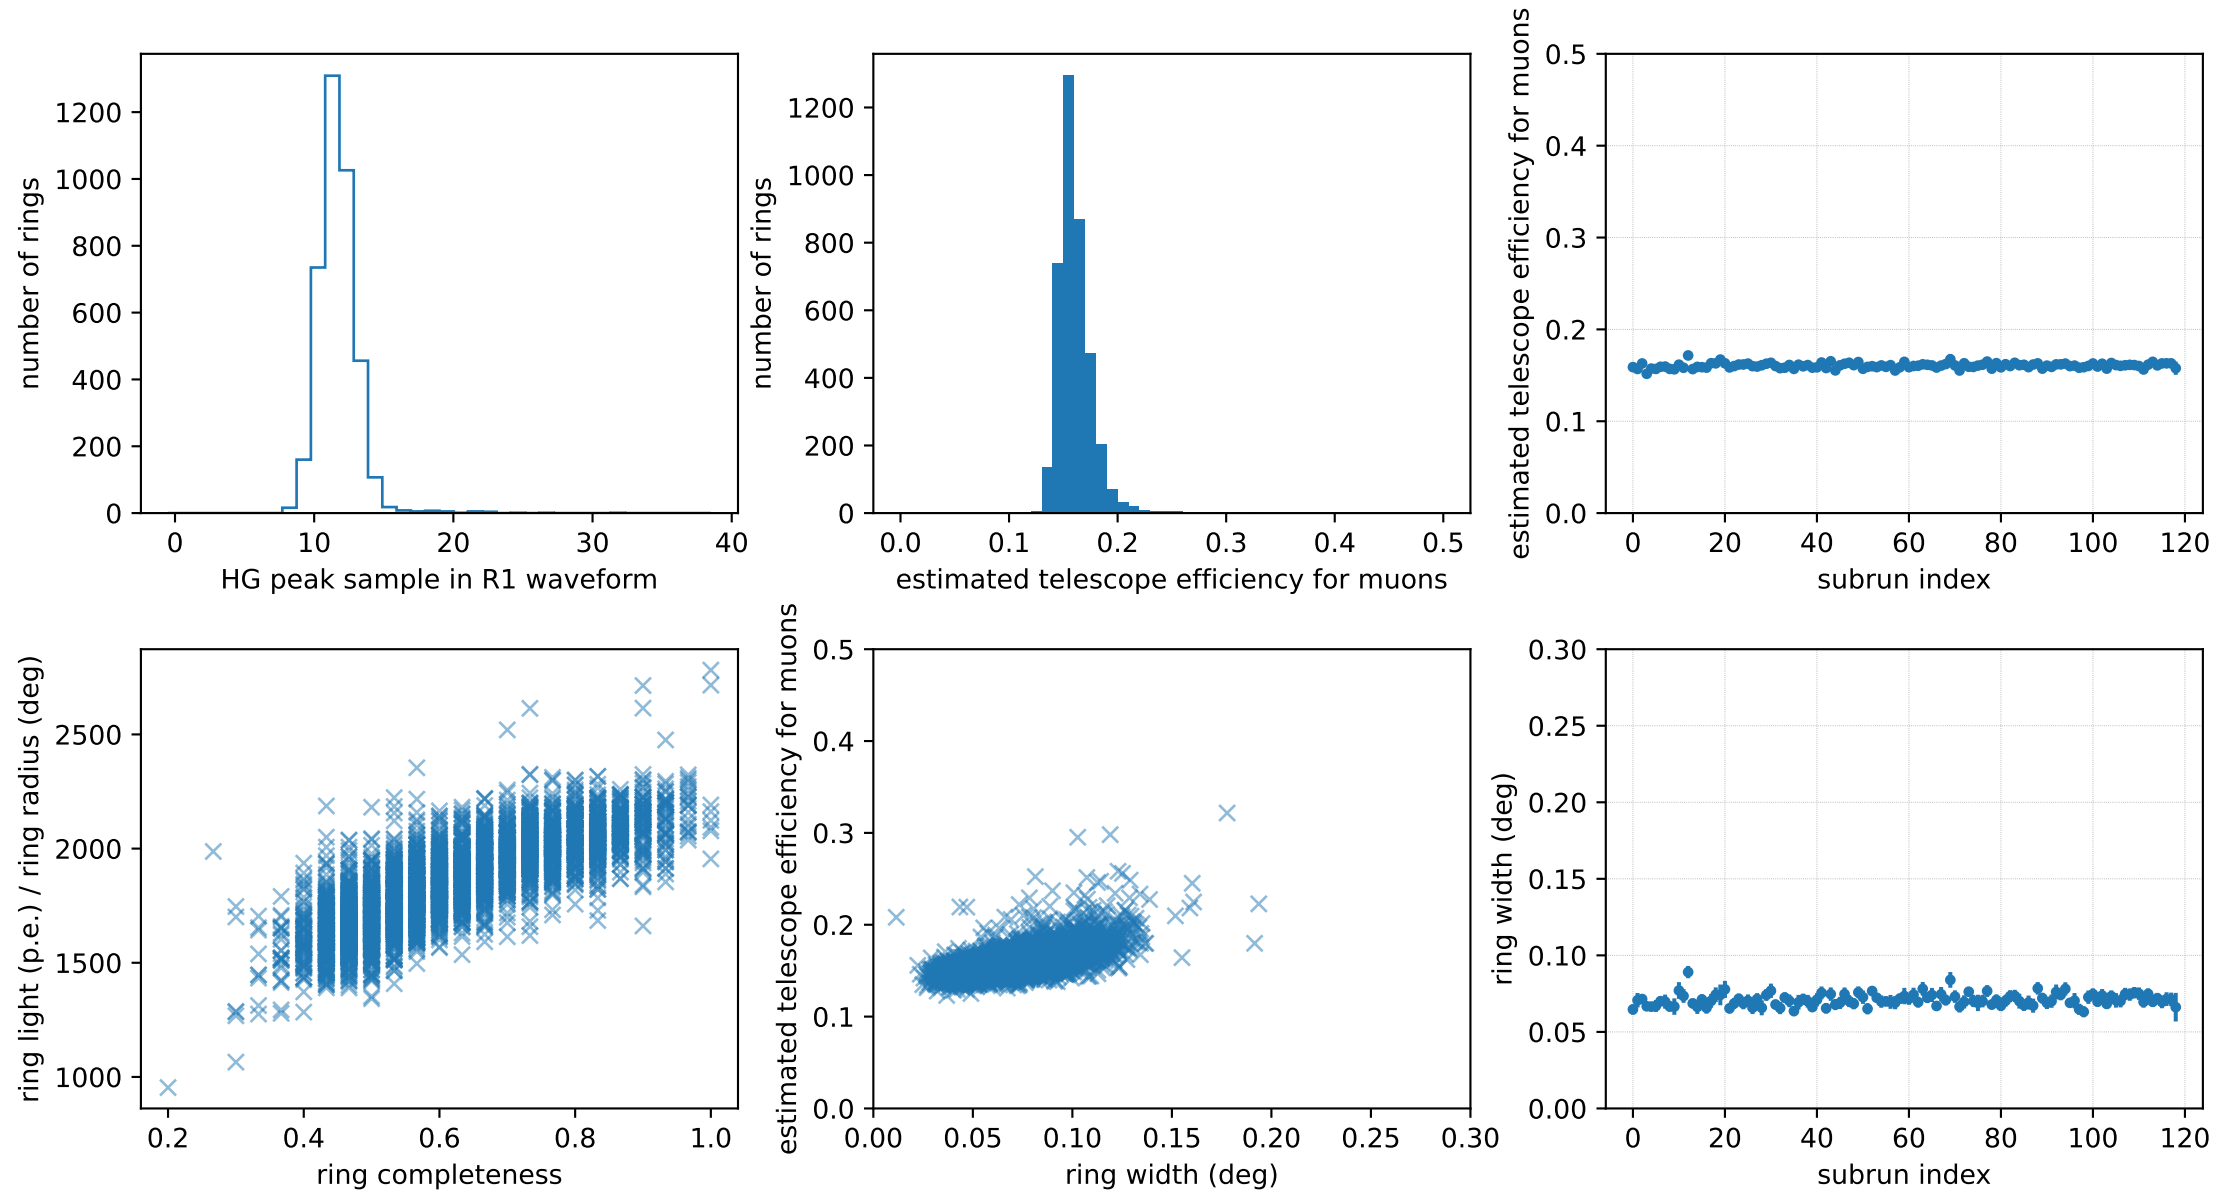 number of rings
1200
1000
800
600
400
200
0
0 10 20 30 40
HG peak sample in R1 waveform
number of rings
1200
1000
800
600
400
200
0
0.0 0.1 0.2 0.3 0.4 0.5
estimated telescope efficiency for muons
estimated telescope efficiency for muons
0.5
0.4
0.3
0.2
0.1
0.0
0 20 40 60 80 100 120
subrun index
ring light (p.e.) / ring radius (deg)
2500
2000
1500
1000
0.2 0.4 0.6 0.8 1.0
ring completeness
estimated telescope efficiency for muons
0.5
0.4
0.3
0.2
0.1
0.0
0.00 0.05 0.10 0.15 0.20 0.25 0.30
ring width (deg)
ring width (deg)
0.30
0.25
0.20
0.15
0.10
0.05
0.00
0 20 40 60 80 100 120
subrun index